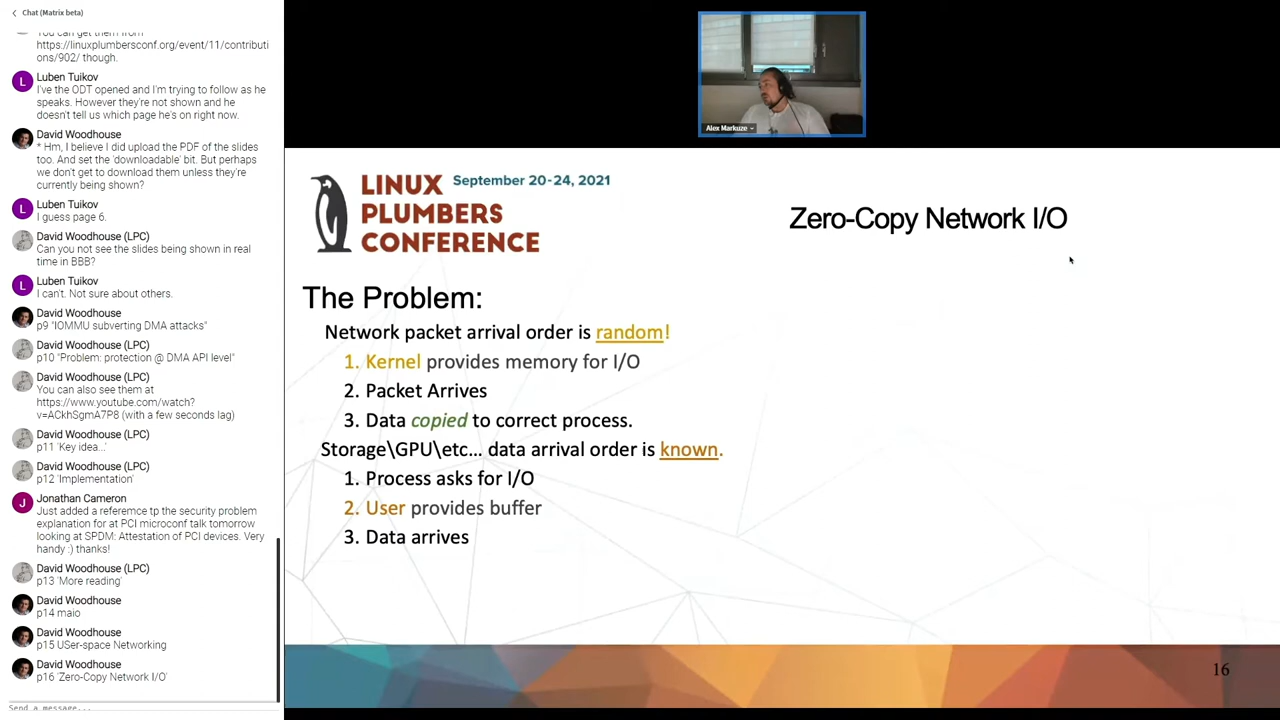 Chat (Matrix beta)
You can get them from
https://linuxplumbersconf.org/event/11/contributi
ons/902/ though.
Luben Tuikov
I've the ODT opened and I'm trying to follow as he
speaks. However they're not shown and he
doesn't tell us which page he's on right now.
David Woodhouse
* Hm, I believe I did upload the PDF of the slides
too. And set the 'downloadable' bit. But perhaps
we don't get to download them unless they're
currently being shown?
Luben Tuikov
I guess page 6.
David Woodhouse (LPC)
Can you not see the slides being shown in real
time in BBB?
Luben Tuikov
I can't. Not sure about others.
David Woodhouse
p9 "IOMMU subverting DMA attacks"
David Woodhouse (LPC)
p10 "Problem: protection @ DMA API level"
David Woodhouse (LPC)
You can also see them at
https://www.youtube.com/watch?
v=ACkhSgmA7P8 (with a few seconds lag)
David Woodhouse (LPC)
p11 'Key idea...'
David Woodhouse (LPC)
p12 'Implementation'
Jonathan Cameron
Just added a referemce tp the security problem
explanation for at PCI microconf talk tomorrow
looking at SPDM: Attestation of PCI devices. Very
handy :) thanks!
David Woodhouse (LPC)
p13 'More reading'
David Woodhouse
p14 maio
David Woodhouse
p15 USer-space Networking
David Woodhouse
p16 'Zero-Copy Network I/O'
Send a message...
Alex Markuze
LINUX
PLUMBERS
CONFERENCE
September 20-24, 2021
Zero-Copy Network I/O
The Problem:
Network packet arrival order is random!
1. Kernel provides memory for I/O
2. Packet Arrives
3. Data copied to correct process.
Storage\GPU\etc... data arrival order is known.
1. Process asks for I/O
2. User provides buffer
3. Data arrives
16